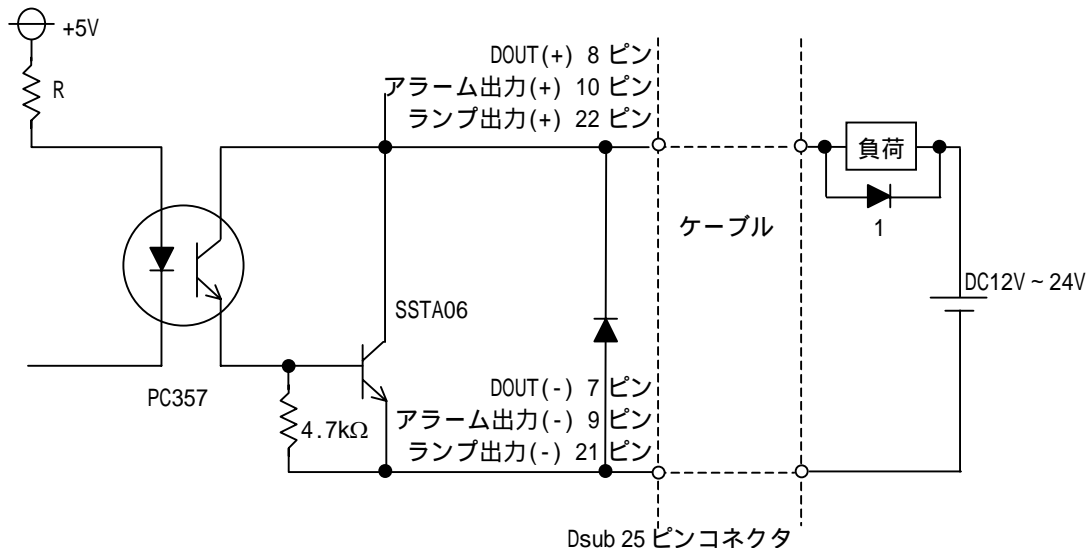 +5V
R
DOUT(+) 8 ピン
アラーム出力(+) 10 ピン
ランプ出力(+) 22 ピン
負荷
1
ケーブル
DC12V ~ 24V
SSTA06
PC357
4.7kΩ
DOUT(-) 7 ピン
アラーム出力(-) 9 ピン
ランプ出力(-) 21 ピン
Dsub 25 ピンコネクタ